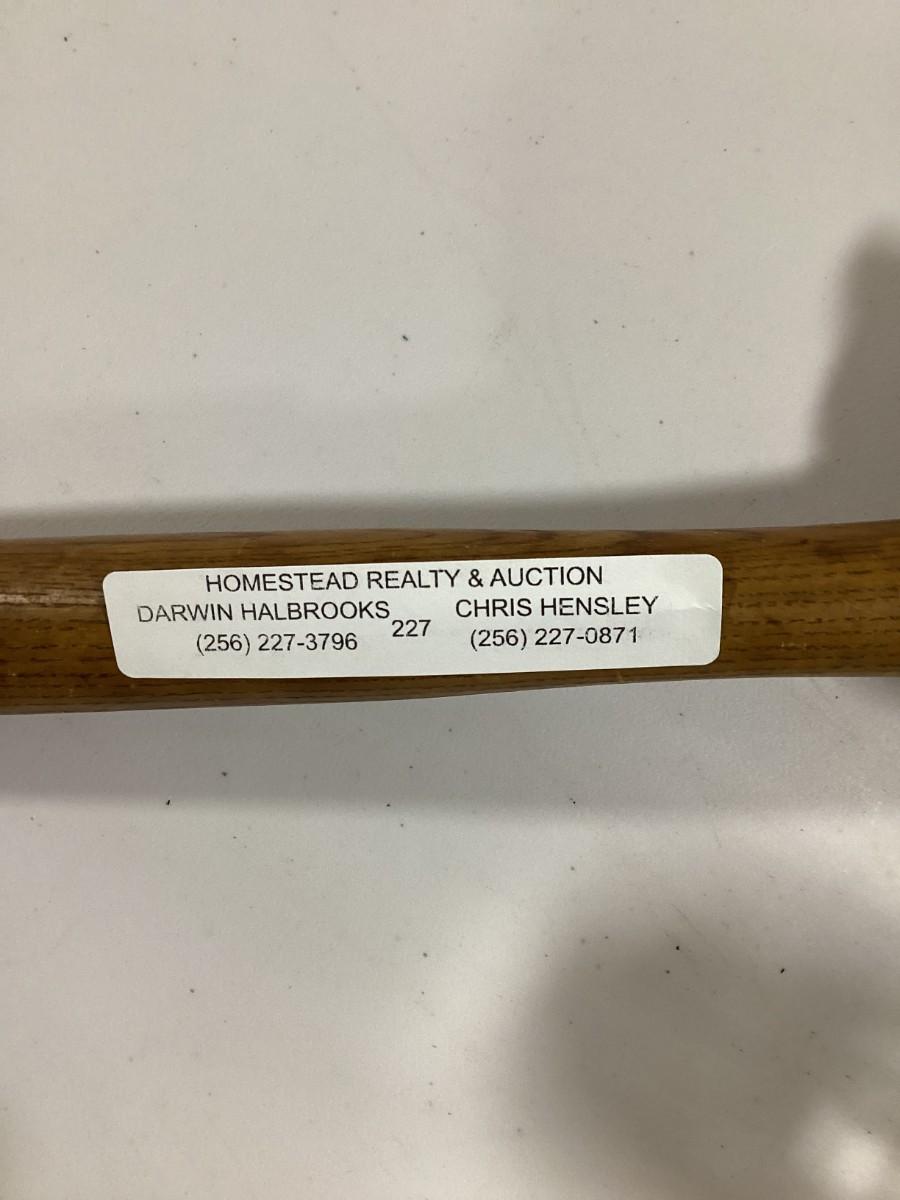 HOMESTEAD REALTY & AUCTION
DARWIN HALBROOKS 227 CHRIS HENSLEY
(256) 227-3796 (256) 227-0871